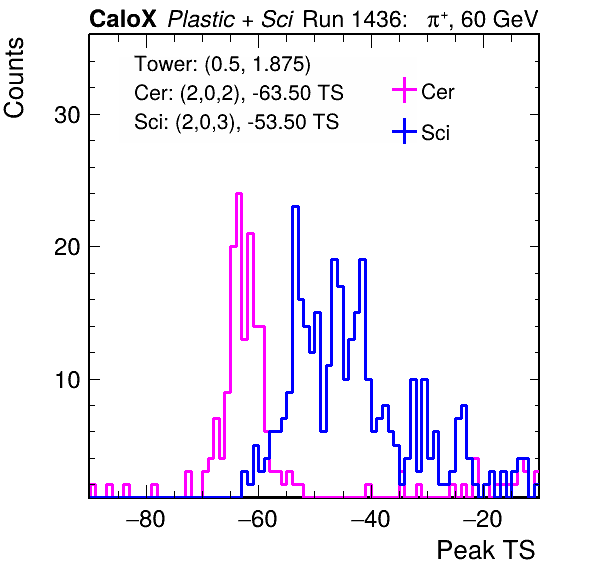 CaloX Plastic + Sci Run 1436: π⁺, 60 GeV
Counts
Tower: (0.5, 1.875)
Cer: (2,0,2), -63.50 TS
Sci: (2,0,3), -53.50 TS
Cer
Sci
30
20
10
−80 −60 −40 −20
Peak TS